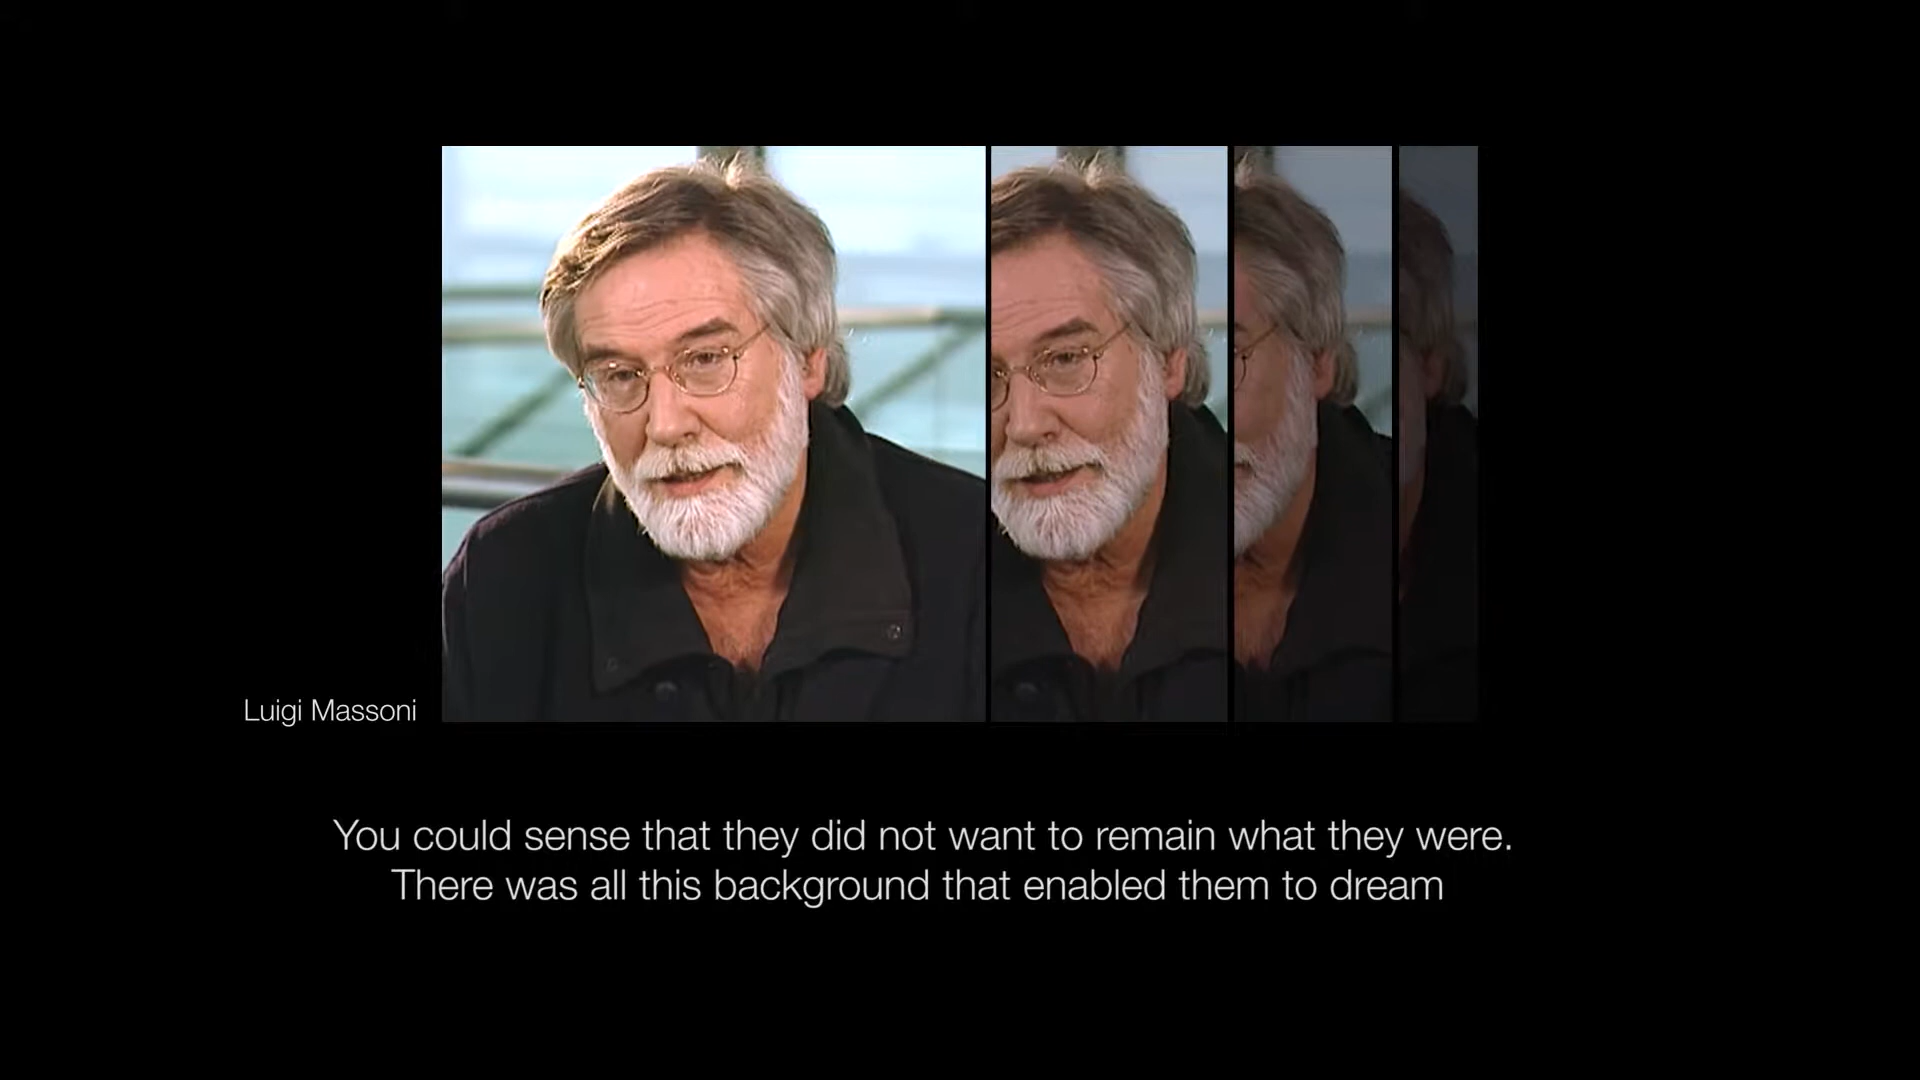 Luigi Massoni
You could sense that they did not want to remain what they were.
There was all this background that enabled them to dream